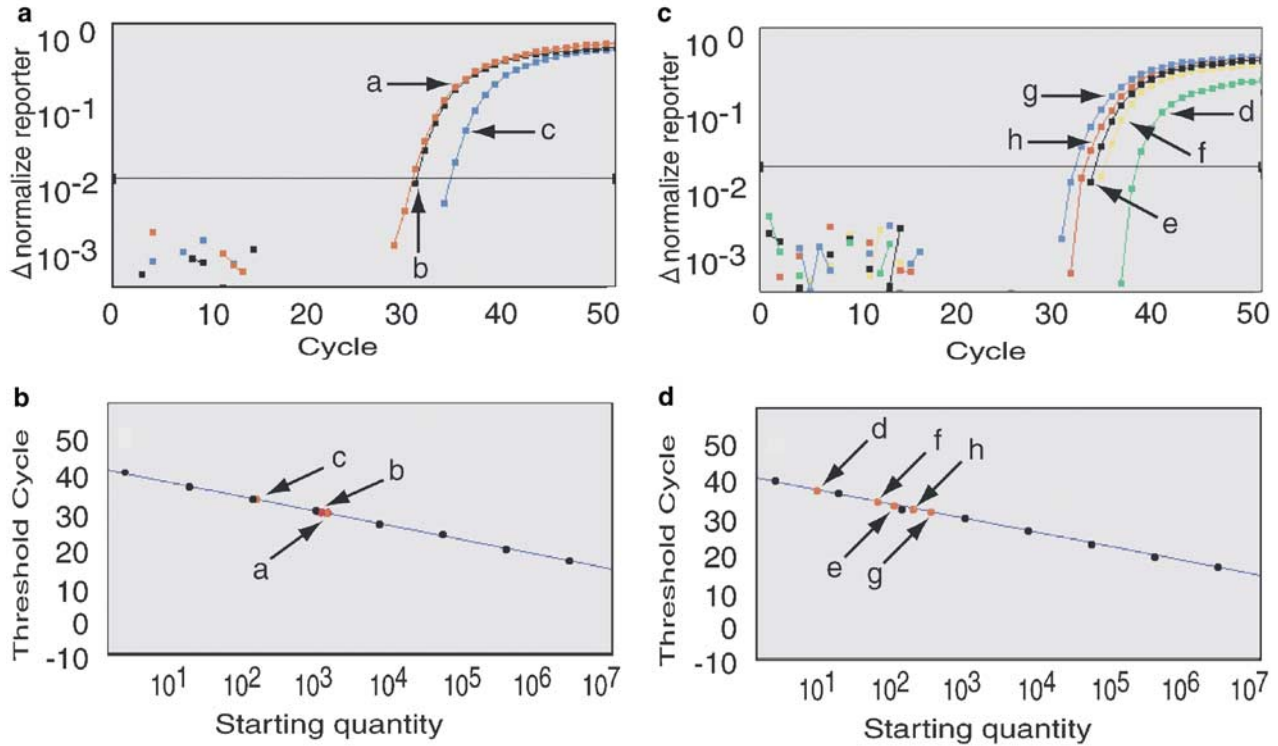 a
Δ normalize reporter
10 0
10 -1
10 -2
10 -3
a
c
b
0 10 20 30 40 50
Cycle
c
Δ normalize reporter
10 0
10 -1
10 -2
10 -3
g
h
d
f
e
0 10 20 30 40 50
Cycle
b
Threshold Cycle
50
40
30
20
10
0
-10
c
b
a
10¹ 10² 10³ 10⁴ 10⁵ 10⁶ 10⁷
Starting quantity
d
Threshold Cycle
50
40
30
20
10
0
-10
d
f
h
e
g
10¹ 10² 10³ 10⁴ 10⁵ 10⁶ 10⁷
Starting quantity